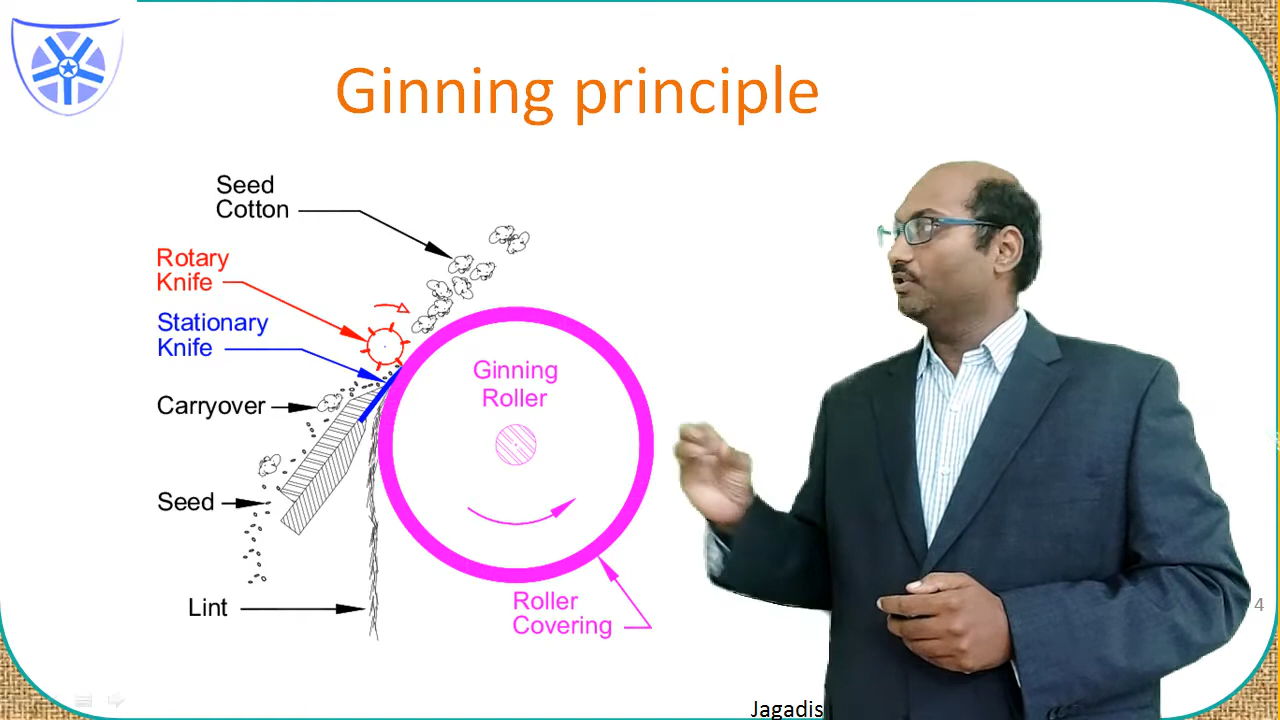 Ginning principle
Seed
Cotton
Rotary
Knife
Stationary
Knife
Carryover
Seed
Lint
Ginning
Roller
Roller
Covering
4
Jagadis